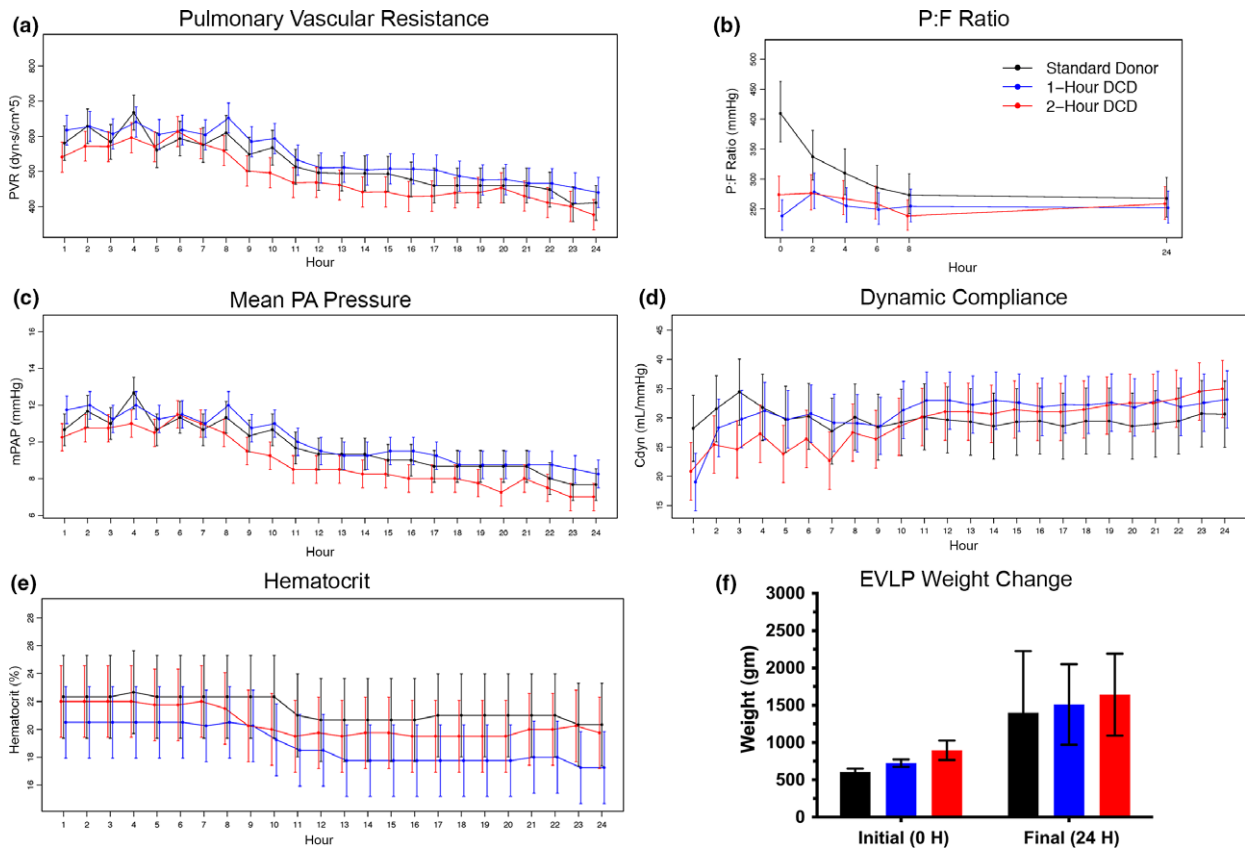 (a)
Pulmonary Vascular Resistance
PVR (dyn·s/cm^5)
800
700
600
500
400
1 2 3 4 5 6 7 8 9 10 11 12 13 14 15 16 17 18 19 20 21 22 23 24
Hour
(b)
P:F Ratio
P:F Ratio (mmHg)
500
450
400
350
300
250
Standard Donor
1-Hour DCD
2-Hour DCD
0 2 4 6 8 24
Hour
(c)
Mean PA Pressure
mPAP (mmHg)
16
14
12
10
8
6
1 2 3 4 5 6 7 8 9 10 11 12 13 14 15 16 17 18 19 20 21 22 23 24
Hour
(d)
Dynamic Compliance
Cdyn (mL/mmHg)
45
40
35
30
25
20
15
1 2 3 4 5 6 7 8 9 10 11 12 13 14 15 16 17 18 19 20 21 22 23 24
Hour
(e)
Hematocrit
Hematocrit (%)
28
26
24
22
20
18
16
1 2 3 4 5 6 7 8 9 10 11 12 13 14 15 16 17 18 19 20 21 22 23 24
Hour
(f)
EVLP Weight Change
Weight (gm)
3000
2500
2000
1500
1000
500
0
Initial (0 H) Final (24 H)